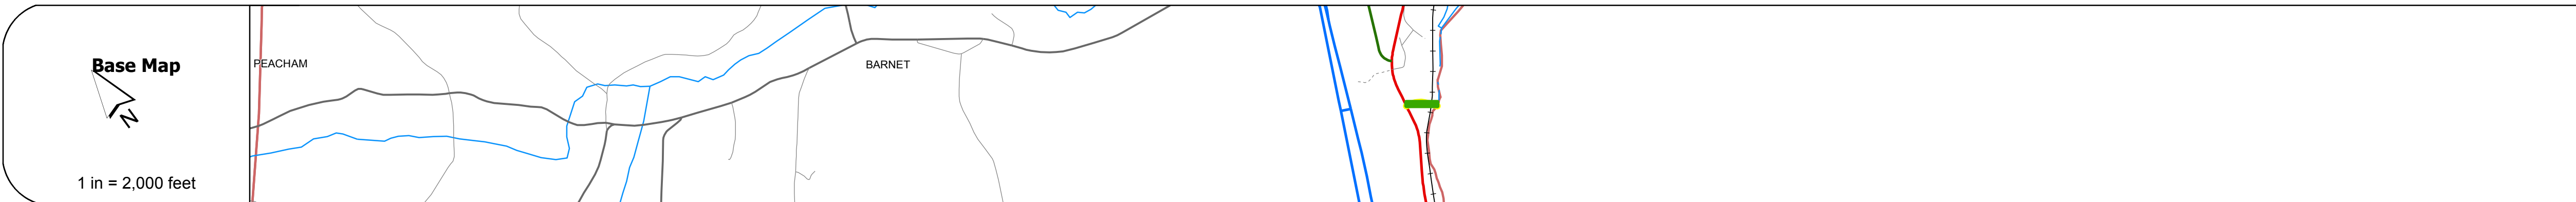 Base Map
N
1 in = 2,000 feet
PEACHAM
BARNET